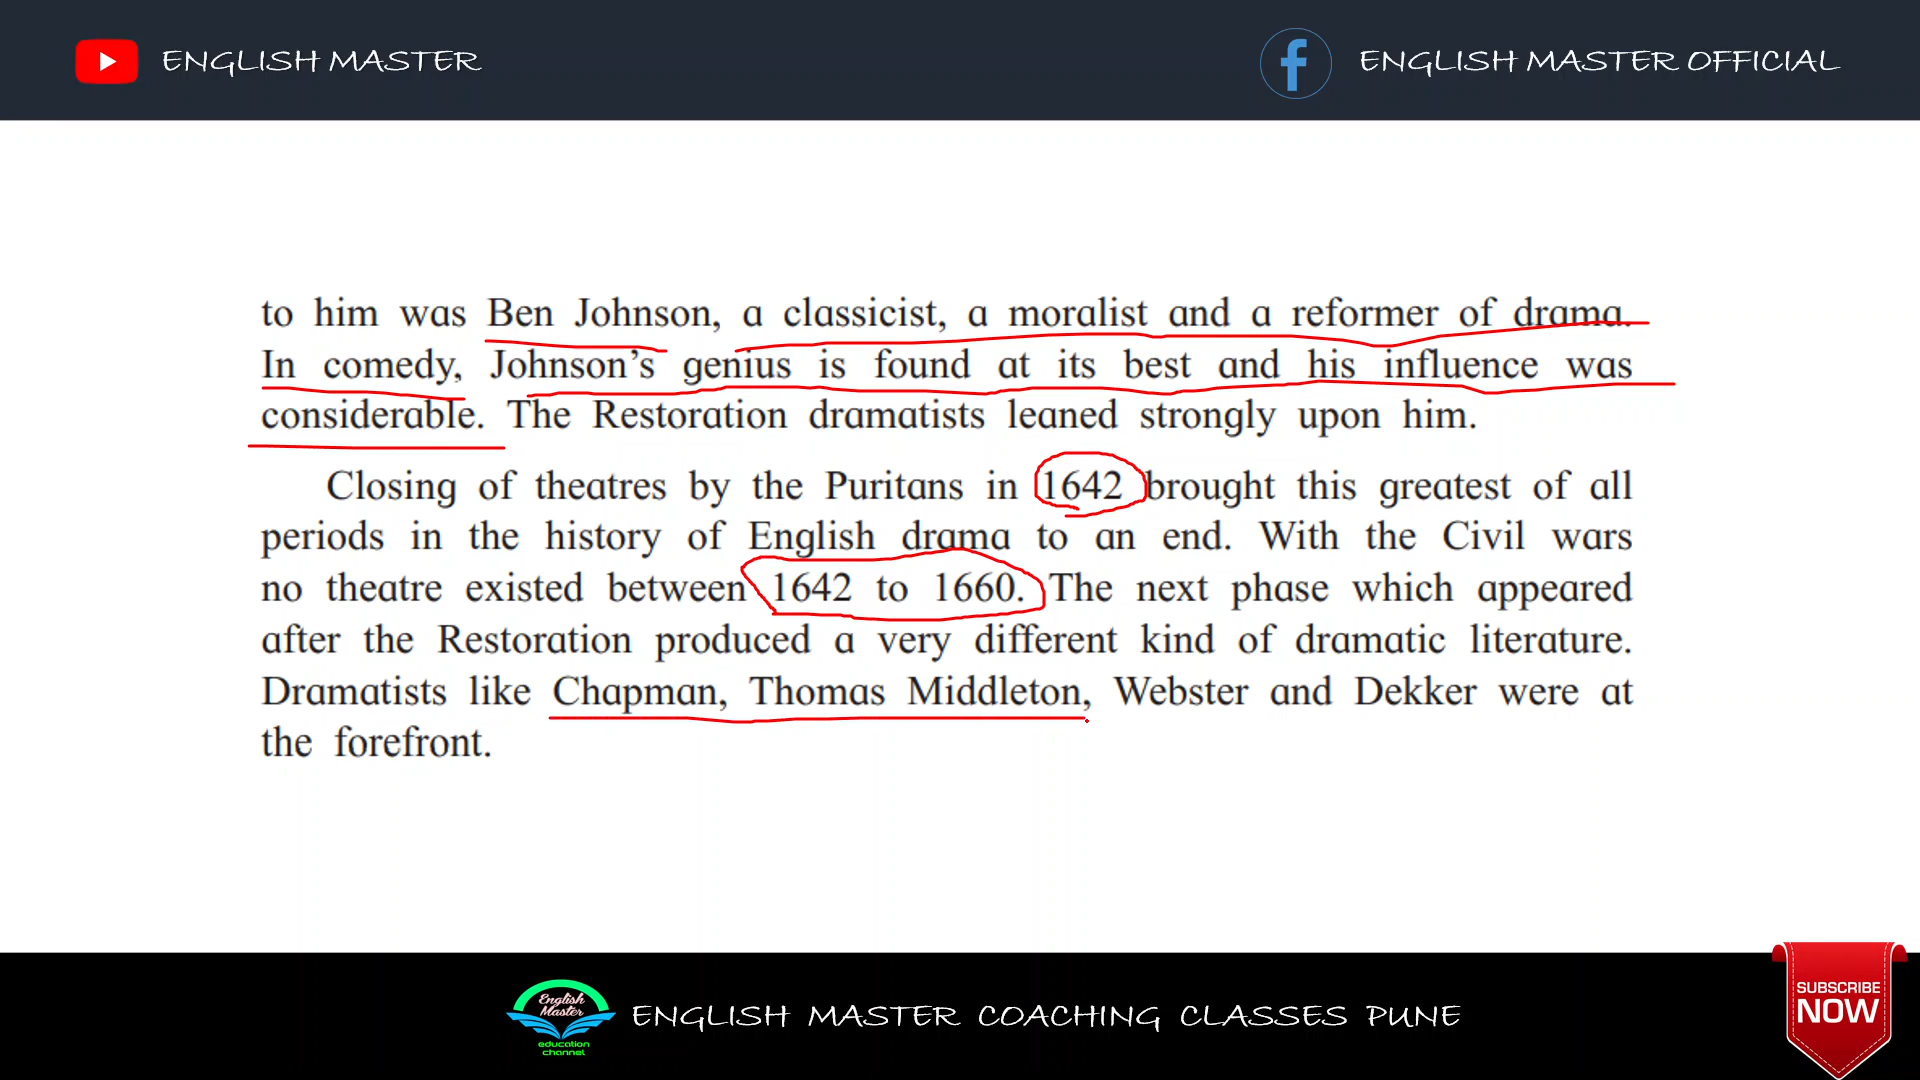 ENGLISH MASTER
ENGLISH MASTER OFFICIAL
to him was Ben Johnson, a classicist, a moralist and a reformer of drama.
In comedy, Johnson's genius is found at its best and his influence was
considerable. The Restoration dramatists leaned strongly upon him.
Closing of theatres by the Puritans in 1642 brought this greatest of all
periods in the history of English drama to an end. With the Civil wars
no theatre existed between 1642 to 1660. The next phase which appeared
after the Restoration produced a very different kind of dramatic literature.
Dramatists like Chapman, Thomas Middleton, Webster and Dekker were at
the forefront.
English
Master
education
channel
ENGLISH MASTER COACHING CLASSES PUNE
SUBSCRIBE
NOW